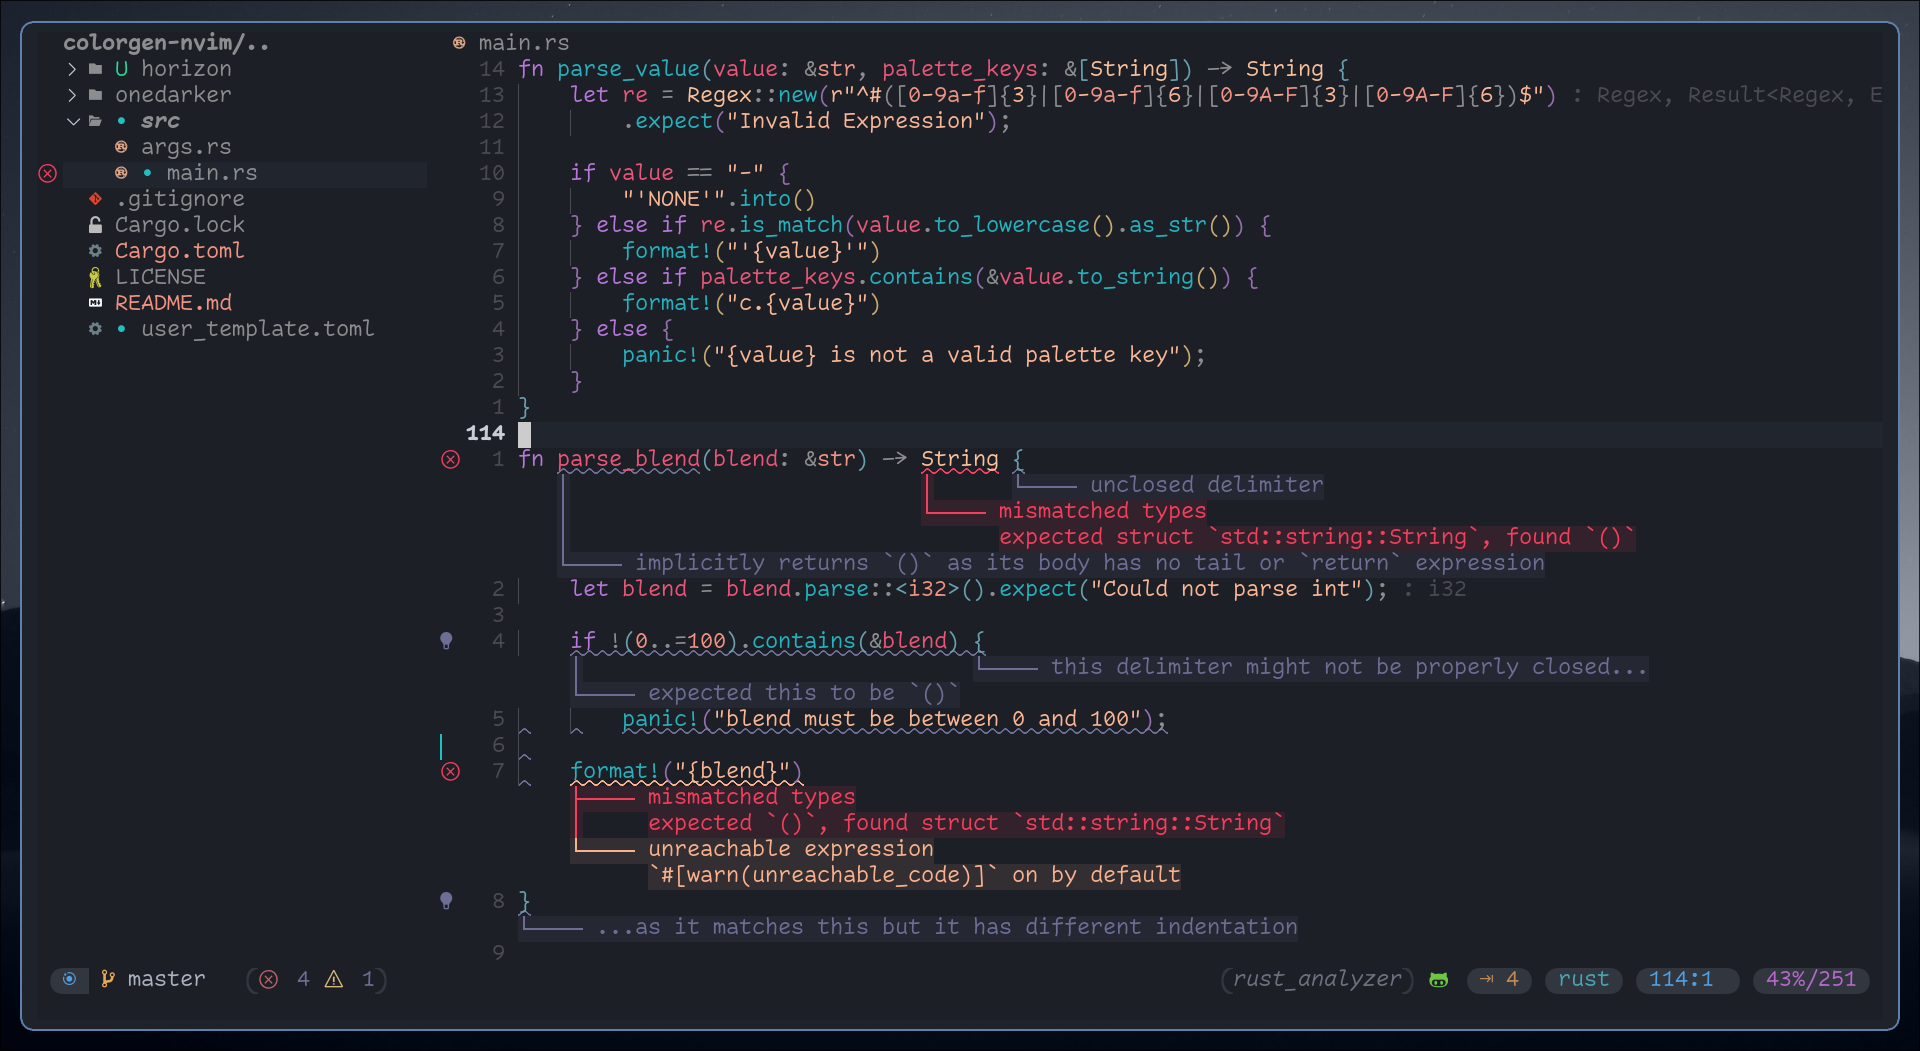 colorgen-nvim/..
U horizon
onedarker
src
args.rs
main.rs
.gitignore
Cargo.lock
Cargo.toml
LICENSE
README.md
user_template.toml
main.rs
14 fn parse_value(value: &str, palette_keys: &[String]) -> String {
13 let re = Regex::new(r"^#([0-9a-f]{3}|[0-9a-f]{6}|[0-9A-F]{3}|[0-9A-F]{6})$") : Regex, Result<Regex, E
12 .expect("Invalid Expression");
11
10 if value == "-" {
9 "'NONE'".into()
8 } else if re.is_match(value.to_lowercase().as_str()) {
7 format!("'{value}'")
6 } else if palette_keys.contains(&value.to_string()) {
5 format!("c.{value}")
4 } else {
3 panic!("{value} is not a valid palette key");
2 }
1 }
114
1 fn parse_blend(blend: &str) -> String {
unclosed delimiter
mismatched types
expected struct `std::string::String`, found `()`
implicitly returns `()` as its body has no tail or `return` expression
2 let blend = blend.parse::<i32>().expect("Could not parse int"); : i32
3
4 if !(0..=100).contains(&blend) {
this delimiter might not be properly closed...
expected this to be `()`
5 panic!("blend must be between 0 and 100");
6
7 format!("{blend}")
mismatched types
expected `()`, found struct `std::string::String`
unreachable expression
`#[warn(unreachable_code)]` on by default
8 }
...as it matches this but it has different indentation
9
master ( 4 1) (rust_analyzer) 4 rust 114:1 43%/251